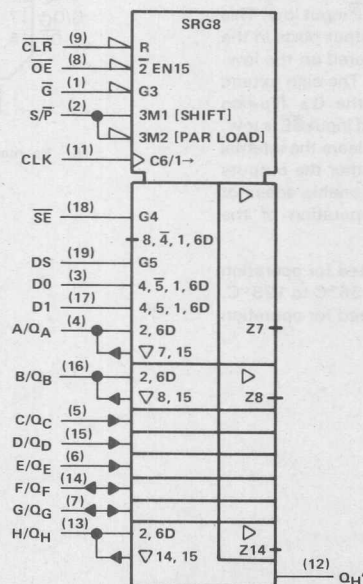 SRG8
C̅L̅R̅ (9) R
O̅E̅ (8) 2̅ EN15
G̅ (1) G3
S/P̅ (2) 3M1 [SHIFT]
3M2 [PAR LOAD]
CLK (11) C6/1→
S̅E̅ (18) G4
8, 4̅, 1, 6D
DS (19) G5
D0 (3) 4, 5̅, 1, 6D
D1 (17) 4, 5, 1, 6D
A/QA (4) 2, 6D Z7
▽ 7, 15
B/QB (16) 2, 6D
▽ 8, 15 Z8
C/QC (5)
D/QD (15)
E/QE (6)
F/QF (14)
G/QG (7)
H/QH (13) 2, 6D
▽ 14, 15 Z14
(12) QH'